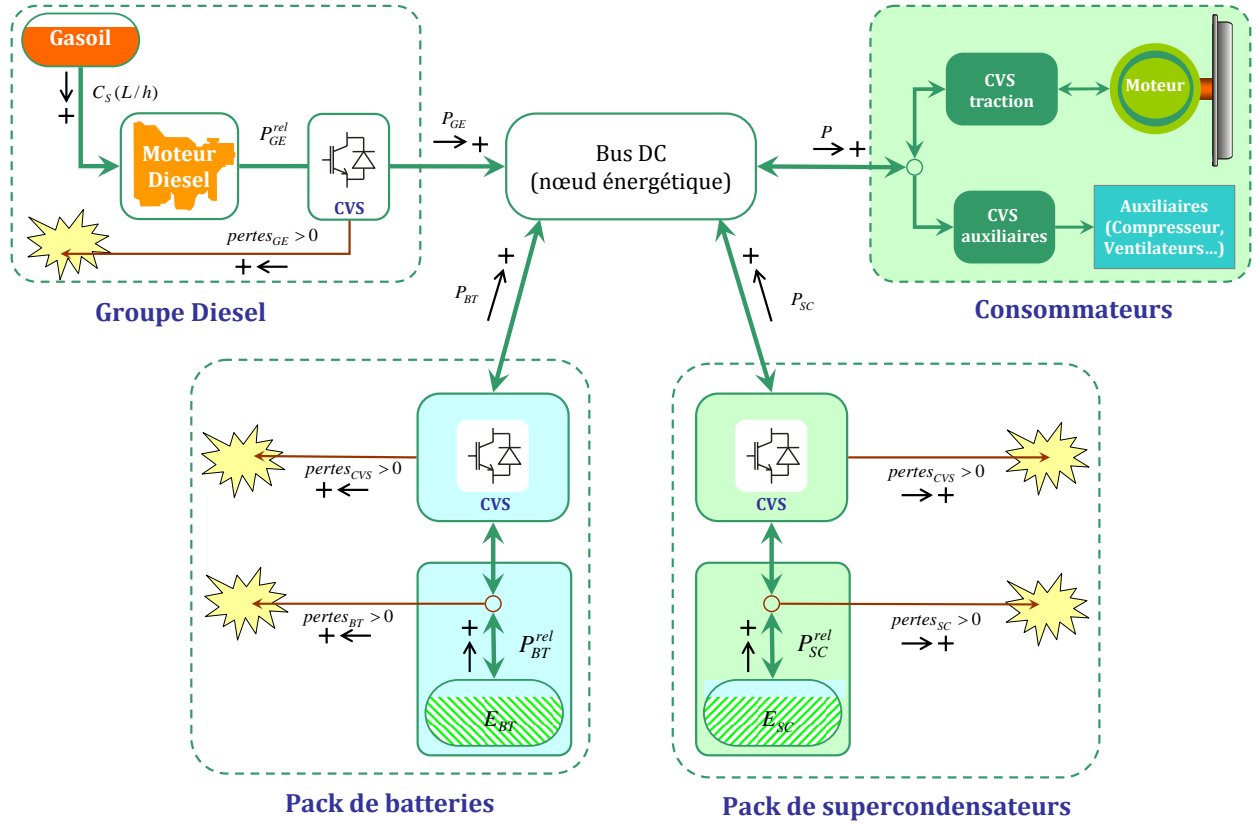 Gasoil
C_S (L/h)
+
Moteur
Diesel
P_GE^rel
CVS
pertes_GE > 0
+
Groupe Diesel
P_GE
+
Bus DC
(nœud énergétique)
P
+
CVS
traction
Moteur
CVS
auxiliaires
Auxiliaires
(Compresseur,
Ventilateurs…)
Consommateurs
P_BT
+
P_SC
+
CVS
pertes_CVS > 0
+
pertes_BT > 0
+
+
P_BT^rel
E_BT
Pack de batteries
CVS
pertes_CVS > 0
+
pertes_SC > 0
+
+
P_SC^rel
E_SC
Pack de supercondensateurs